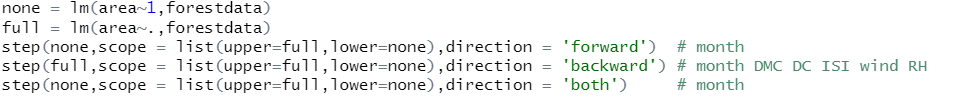 none = lm(area~1,forestdata)
full = lm(area~.,forestdata)
step(none,scope = list(upper=full,lower=none),direction = 'forward')  # month
step(full,scope = list(upper=full,lower=none),direction = 'backward') # month DMC DC ISI wind RH
step(none,scope = list(upper=full,lower=none),direction = 'both')     # month